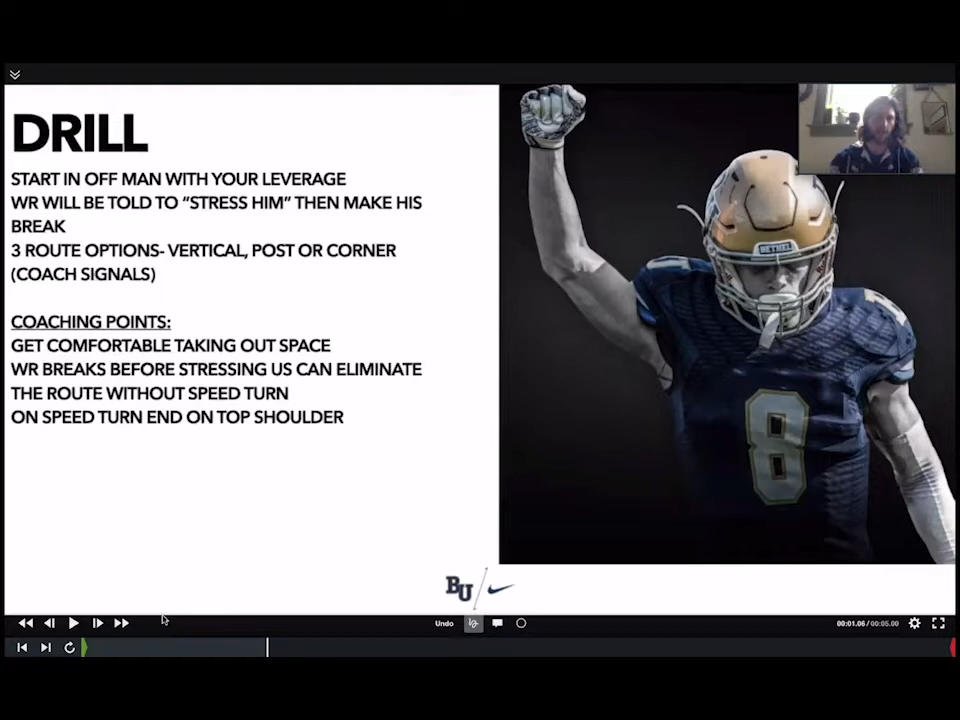 DRILL
START IN OFF MAN WITH YOUR LEVERAGE
WR WILL BE TOLD TO “STRESS HIM” THEN MAKE HIS
BREAK
3 ROUTE OPTIONS- VERTICAL, POST OR CORNER
(COACH SIGNALS)
COACHING POINTS:
GET COMFORTABLE TAKING OUT SPACE
WR BREAKS BEFORE STRESSING US CAN ELIMINATE
THE ROUTE WITHOUT SPEED TURN
ON SPEED TURN END ON TOP SHOULDER
BETHEL
8
BU
Undo
00:01.06 / 00:05.00